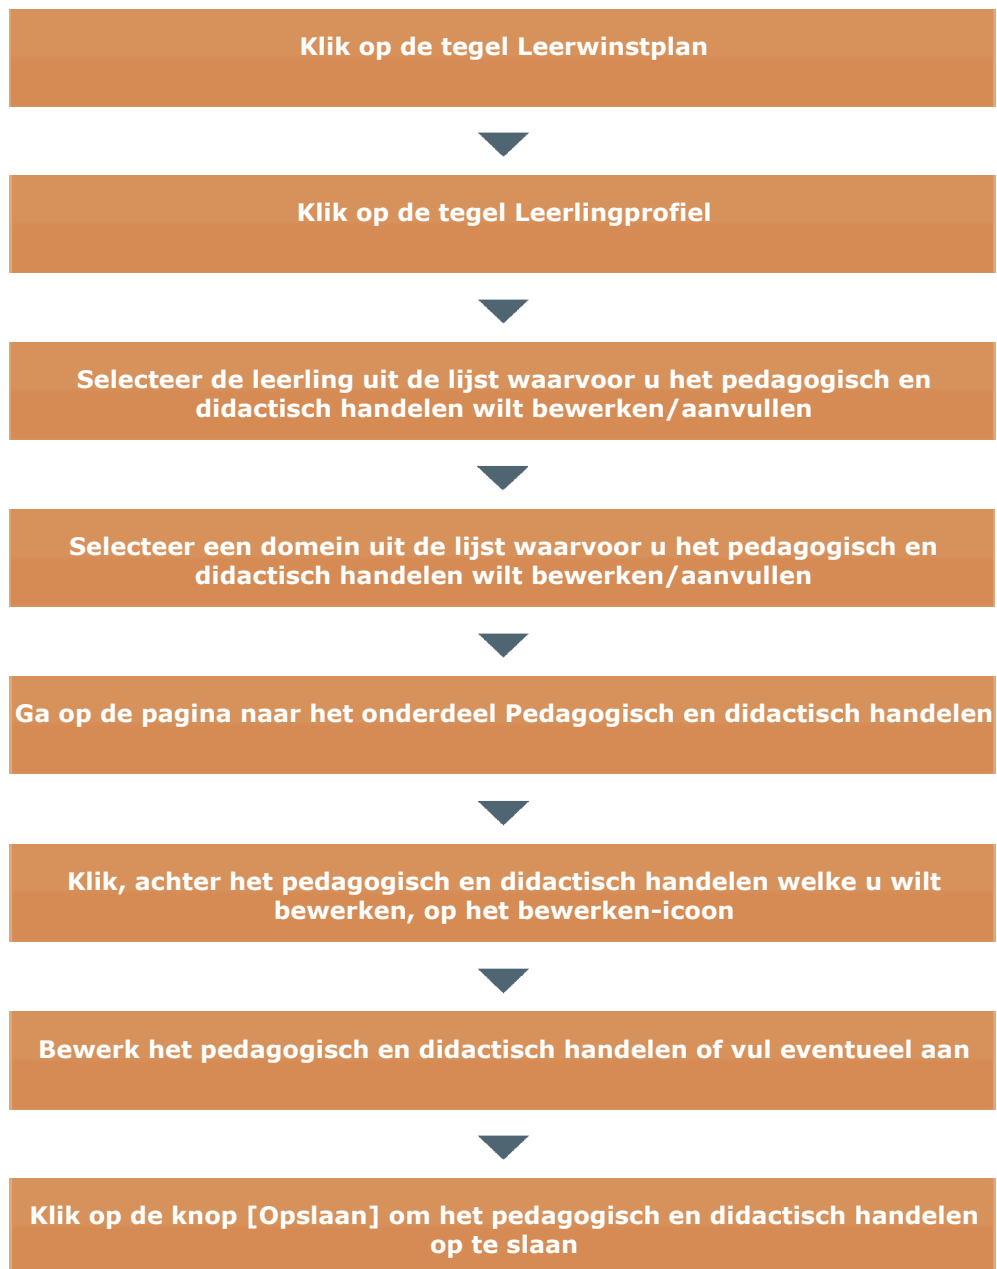 Klik op de tegel Leerwinstplan
Klik op de tegel Leerlingprofiel
Selecteer de leerling uit de lijst waarvoor u het pedagogisch en
didactisch handelen wilt bewerken/aanvullen
Selecteer een domein uit de lijst waarvoor u het pedagogisch en
didactisch handelen wilt bewerken/aanvullen
Ga op de pagina naar het onderdeel Pedagogisch en didactisch handelen
Klik, achter het pedagogisch en didactisch handelen welke u wilt
bewerken, op het bewerken-icoon
Bewerk het pedagogisch en didactisch handelen of vul eventueel aan
Klik op de knop [Opslaan] om het pedagogisch en didactisch handelen
op te slaan